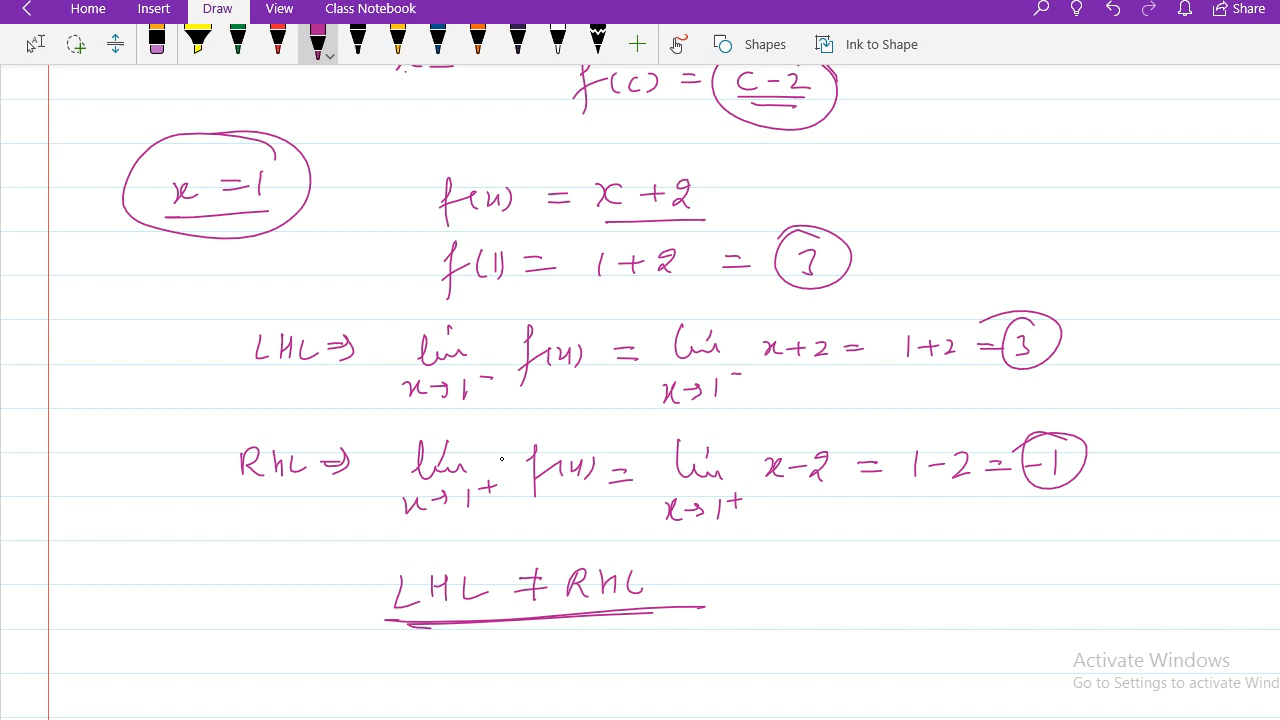 Home Insert Draw View Class Notebook Share
Shapes Ink to Shape
f(c) = c-2
x = 1
f(x) = x+2
f(1) = 1+2 = 3
LHL ⇒ lim x→1⁻ f(x) = lim x→1⁻ x+2 = 1+2 = 3
RHL ⇒ lim x→1⁺ f(x) = lim x→1⁺ x-2 = 1-2 = -1
LHL ≠ RHL
Activate Windows
Go to Settings to activate Wind